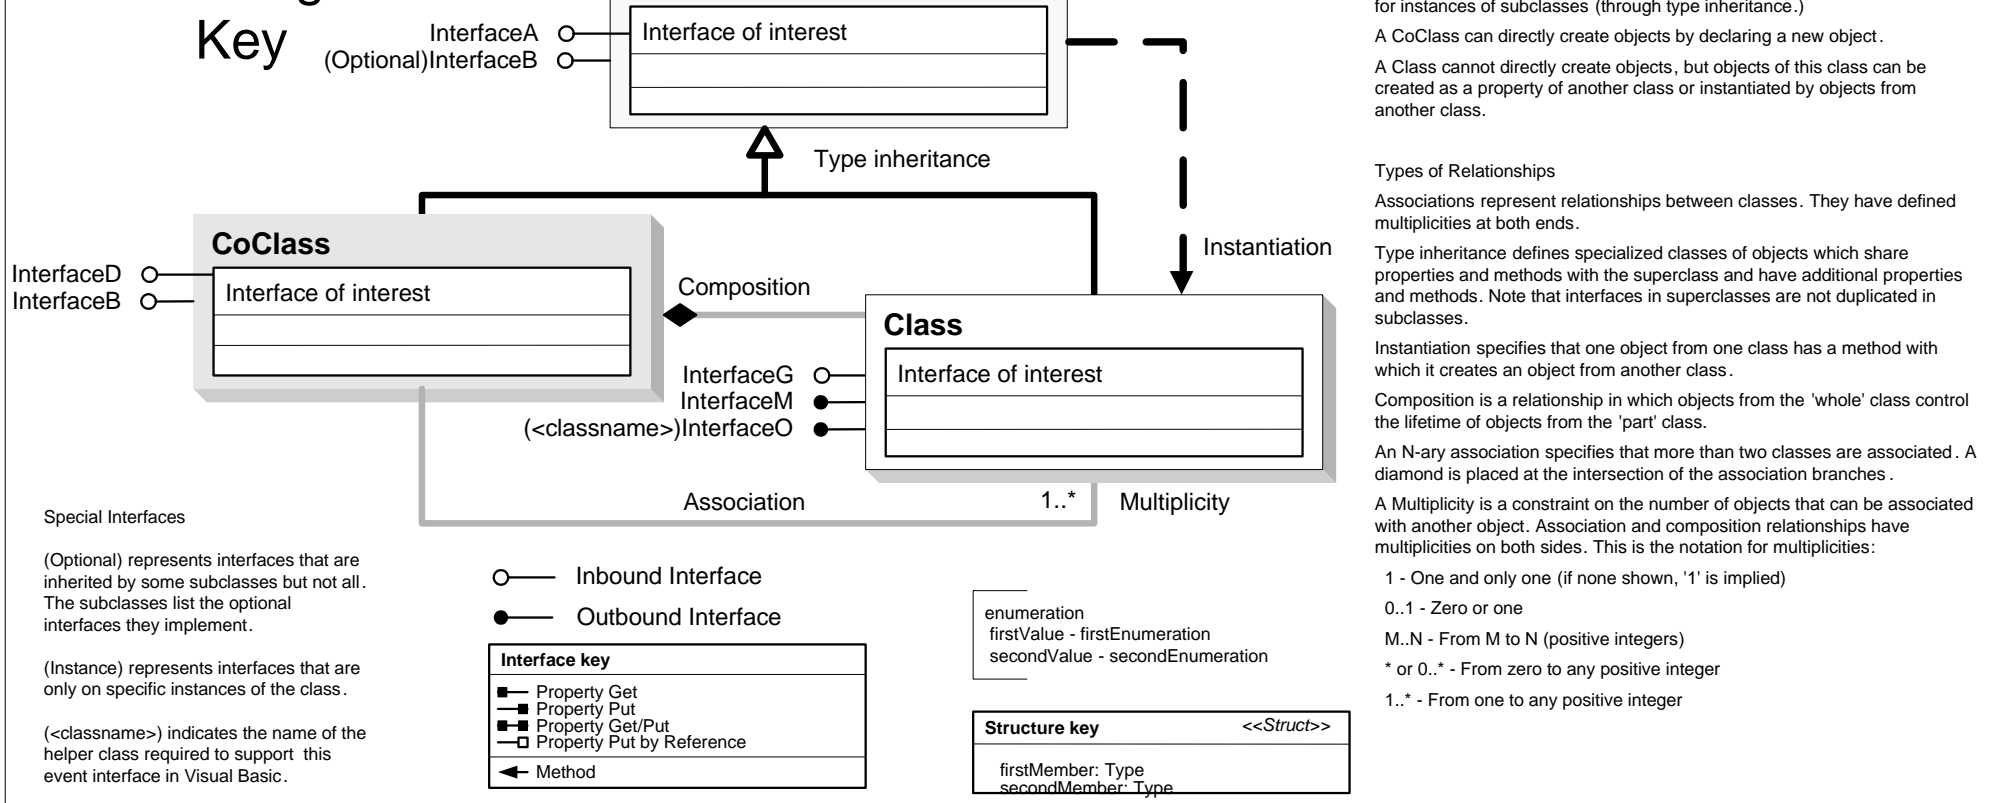 Key
InterfaceA
(Optional)InterfaceB
Interface of interest
Type inheritance
CoClass
InterfaceD
InterfaceB
Interface of interest
Composition
Instantiation
Class
InterfaceG
InterfaceM
(<classname>)InterfaceO
Interface of interest
Association
1..*
Multiplicity
Special Interfaces
(Optional) represents interfaces that are
inherited by some subclasses but not all.
The subclasses list the optional
interfaces they implement.
(Instance) represents interfaces that are
only on specific instances of the class.
(<classname>) indicates the name of the
helper class required to support this
event interface in Visual Basic.
Inbound Interface
Outbound Interface
Interface key
Property Get
Property Put
Property Get/Put
Property Put by Reference
Method
enumeration
firstValue - firstEnumeration
secondValue - secondEnumeration
Structure key <<Struct>>
firstMember: Type
secondMember: Type
for instances of subclasses (through type inheritance.)
A CoClass can directly create objects by declaring a new object.
A Class cannot directly create objects, but objects of this class can be
created as a property of another class or instantiated by objects from
another class.
Types of Relationships
Associations represent relationships between classes. They have defined
multiplicities at both ends.
Type inheritance defines specialized classes of objects which share
properties and methods with the superclass and have additional properties
and methods. Note that interfaces in superclasses are not duplicated in
subclasses.
Instantiation specifies that one object from one class has a method with
which it creates an object from another class.
Composition is a relationship in which objects from the 'whole' class control
the lifetime of objects from the 'part' class.
An N-ary association specifies that more than two classes are associated. A
diamond is placed at the intersection of the association branches.
A Multiplicity is a constraint on the number of objects that can be associated
with another object. Association and composition relationships have
multiplicities on both sides. This is the notation for multiplicities:
1 - One and only one (if none shown, '1' is implied)
0..1 - Zero or one
M..N - From M to N (positive integers)
* or 0..* - From zero to any positive integer
1..* - From one to any positive integer